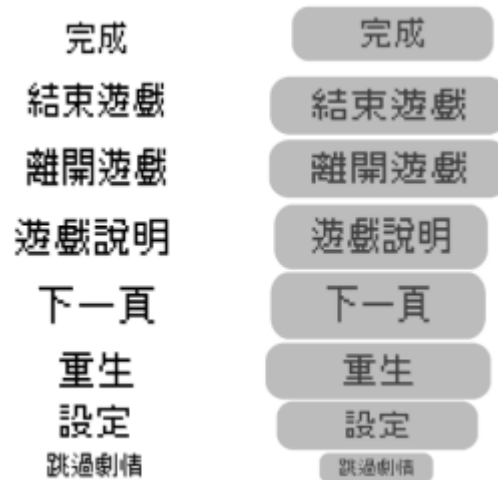 完成 完成
結束遊戲 結束遊戲
離開遊戲 離開遊戲
遊戲說明 遊戲說明
下一頁 下一頁
重生 重生
設定 設定
跳過劇情 跳過劇情